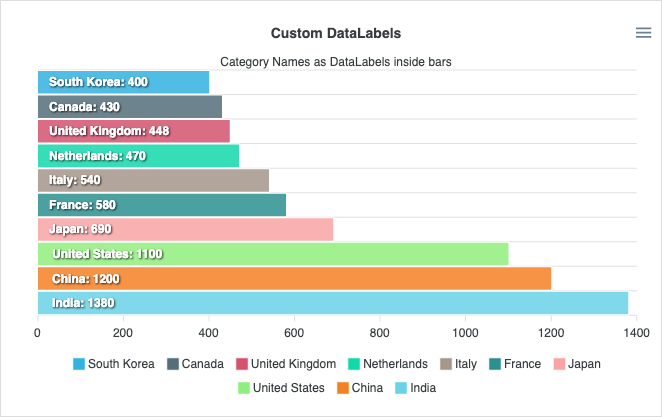 Custom DataLabels
Category Names as DataLabels inside bars
South Korea: 400
Canada: 430
United Kingdom: 448
Netherlands: 470
Italy: 540
France: 580
Japan: 690
United States: 1100
China: 1200
India: 1380
0 200 400 600 800 1000 1200 1400
South Korea Canada United Kingdom Netherlands Italy France Japan
United States China India